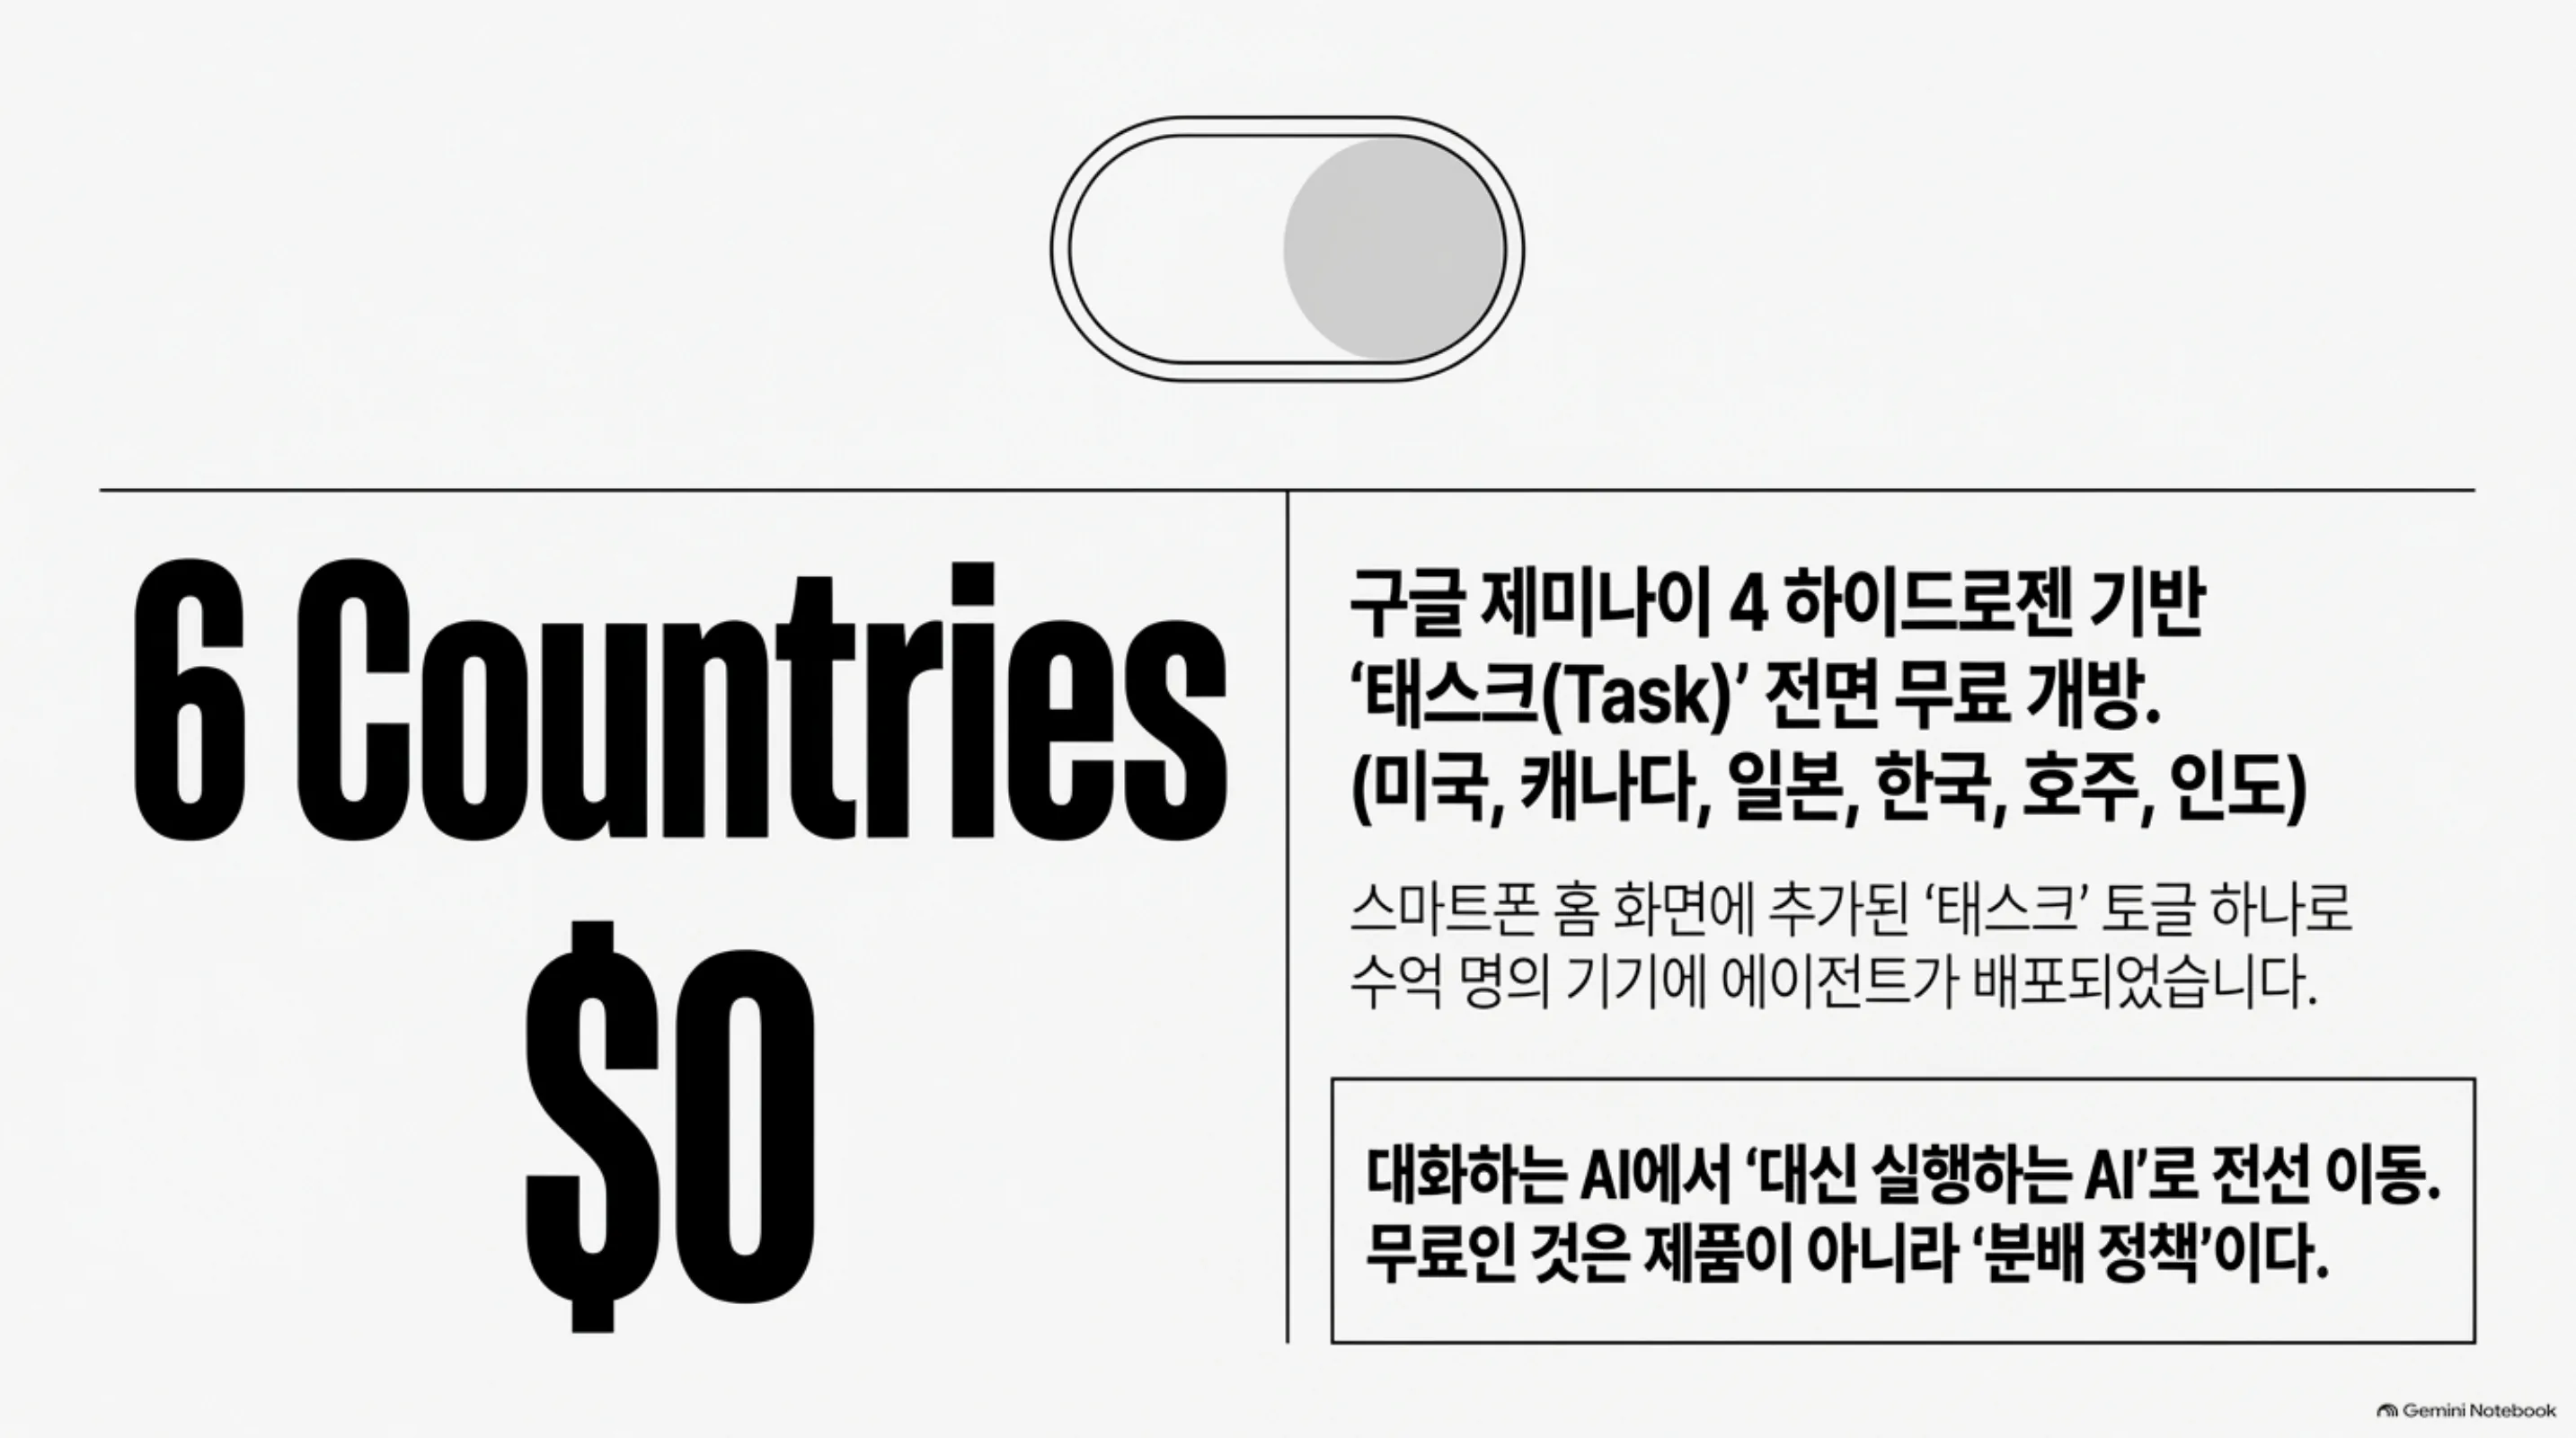 6 Countries
$0
구글 제미나이 4 하이드로젠 기반
‘태스크(Task)’ 전면 무료 개방.
(미국, 캐나다, 일본, 한국, 호주, 인도)
스마트폰 홈 화면에 추가된 ‘태스크’ 토글 하나로
수억 명의 기기에 에이전트가 배포되었습니다.
대화하는 AI에서 ‘대신 실행하는 AI’로 전선 이동.
무료인 것은 제품이 아니라 ‘분배 정책’이다.
Gemini Notebook